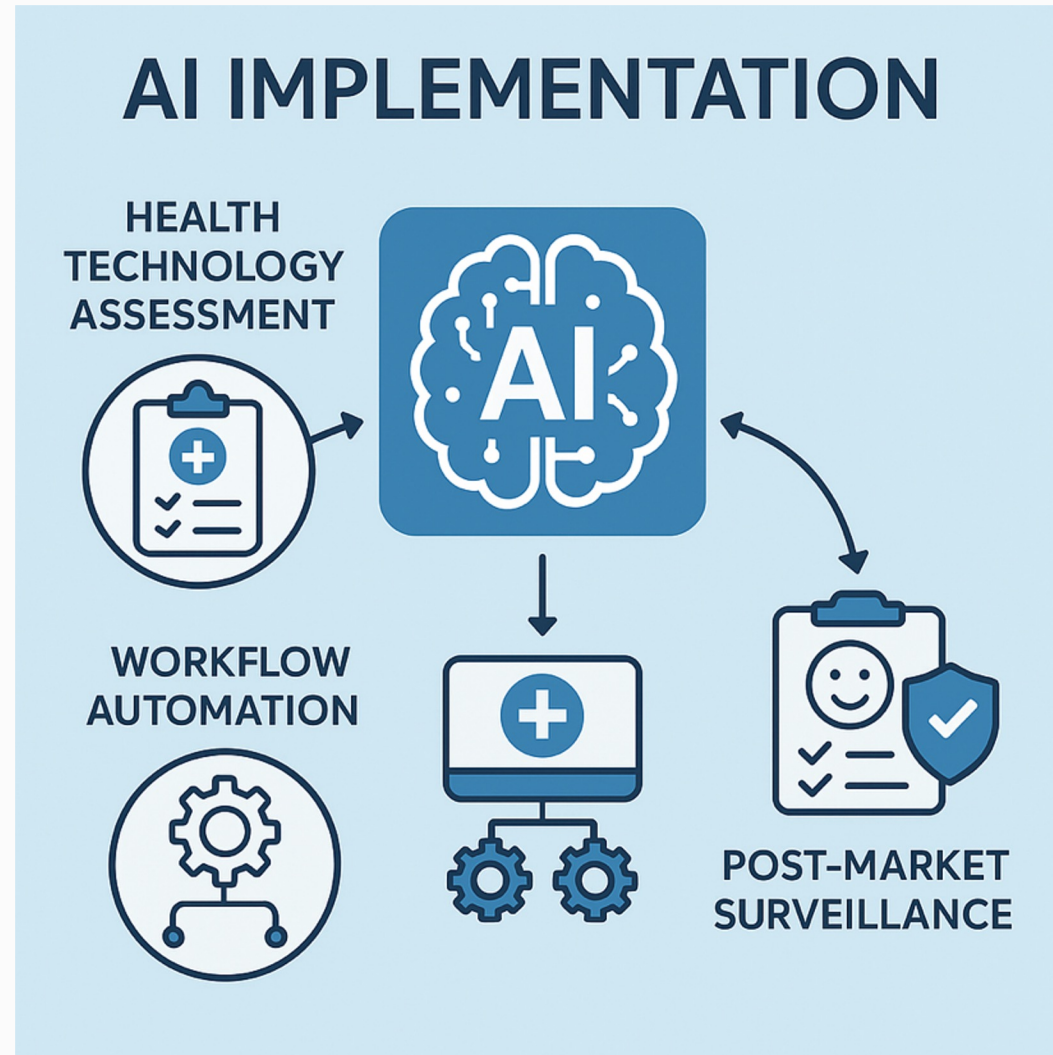 AI IMPLEMENTATION
HEALTH
TECHNOLOGY
ASSESSMENT
AI
WORKFLOW
AUTOMATION
POST-MARKET
SURVEILLANCE